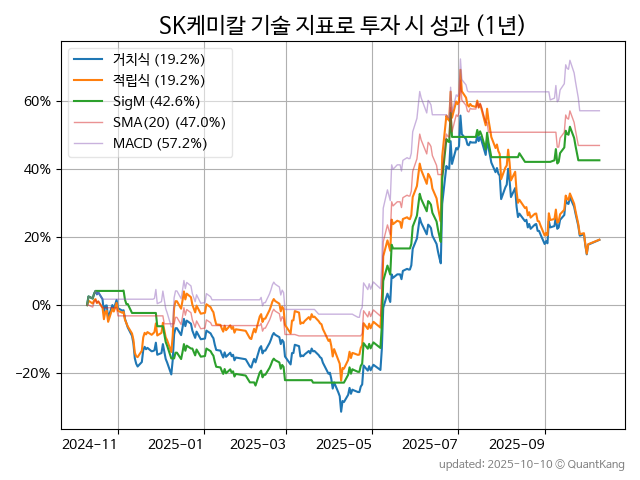 SK케미칼 기술 지표로 투자 시 성과 (1년)
거치식 (19.2%)
적립식 (19.2%)
SigM (42.6%)
SMA(20) (47.0%)
MACD (57.2%)
60%
40%
20%
0%
−20%
2024-11
2025-01
2025-03
2025-05
2025-07
2025-09
updated: 2025-10-10 © QuantKang